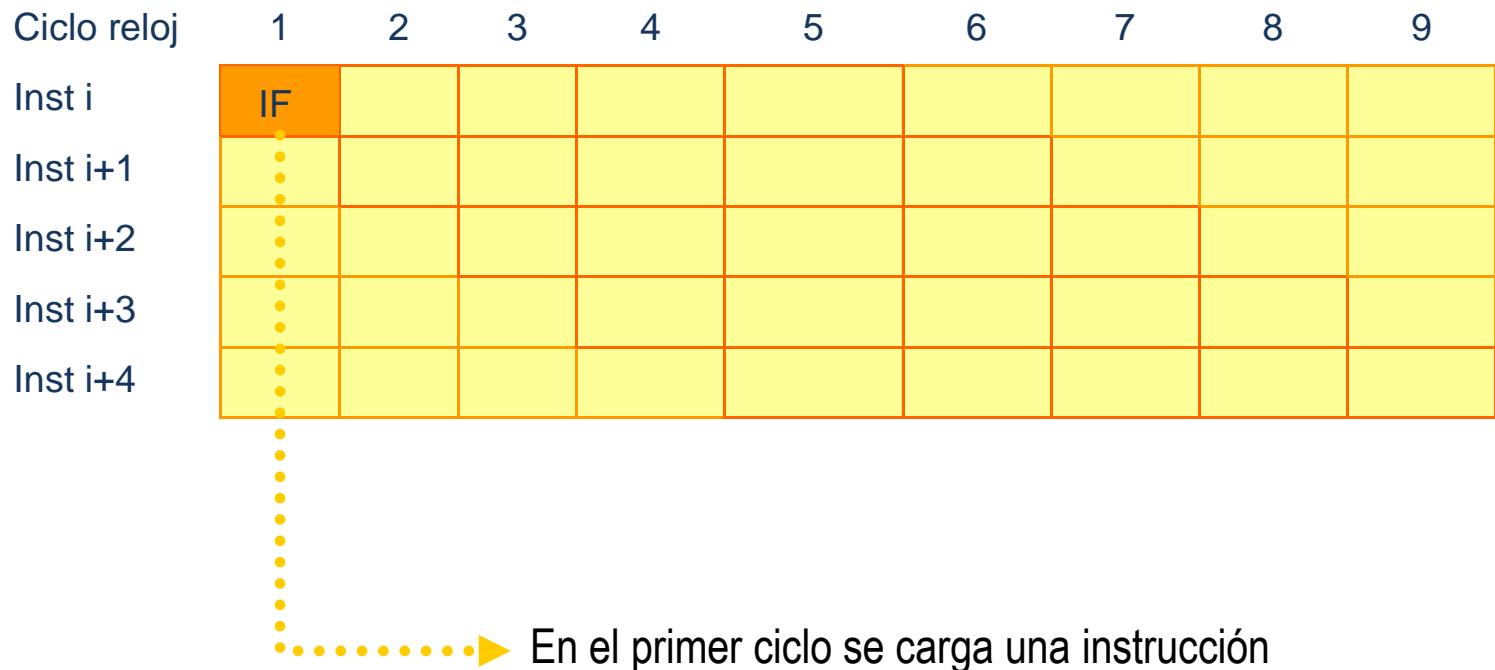 Ciclo reloj 1 2 3 4 5 6 7 8 9
Inst i IF
Inst i+1
Inst i+2
Inst i+3
Inst i+4
En el primer ciclo se carga una instrucción